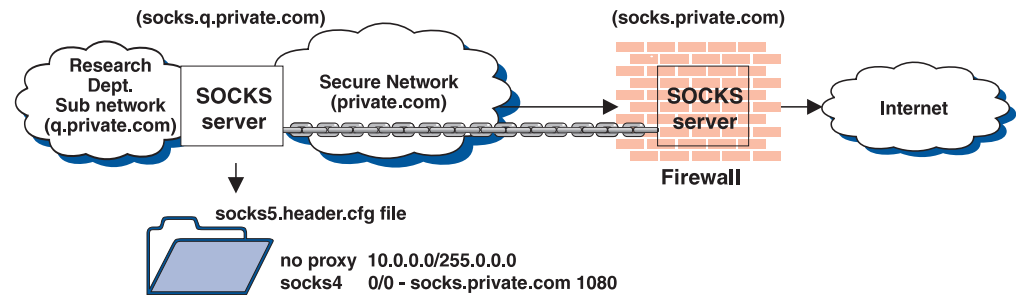 (socks.q.private.com)
(socks.private.com)
Research
Dept.
Sub network
(q.private.com)
SOCKS
server
Secure Network
(private.com)
SOCKS
server
Internet
Firewall
socks5.header.cfg file
no proxy 10.0.0.0/255.0.0.0
socks4 0/0 - socks.private.com 1080